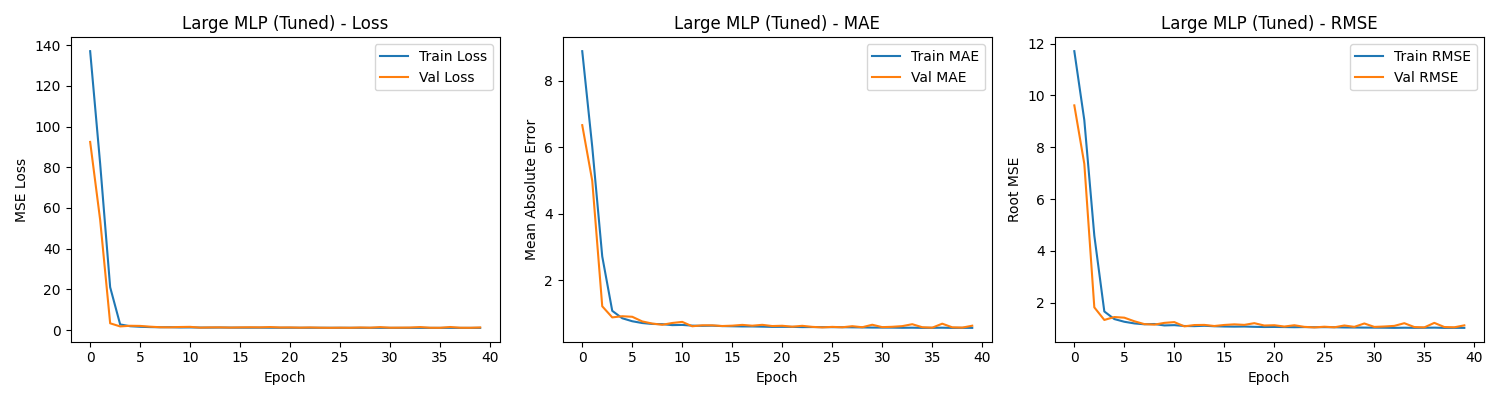 Large MLP (Tuned) - Loss
140
120
100
80
60
40
20
0
MSE Loss
0 5 10 15 20 25 30 35 40
Epoch
Train Loss
Val Loss
Large MLP (Tuned) - MAE
8
6
4
2
Mean Absolute Error
0 5 10 15 20 25 30 35 40
Epoch
Train MAE
Val MAE
Large MLP (Tuned) - RMSE
12
10
8
6
4
2
Root MSE
0 5 10 15 20 25 30 35 40
Epoch
Train RMSE
Val RMSE